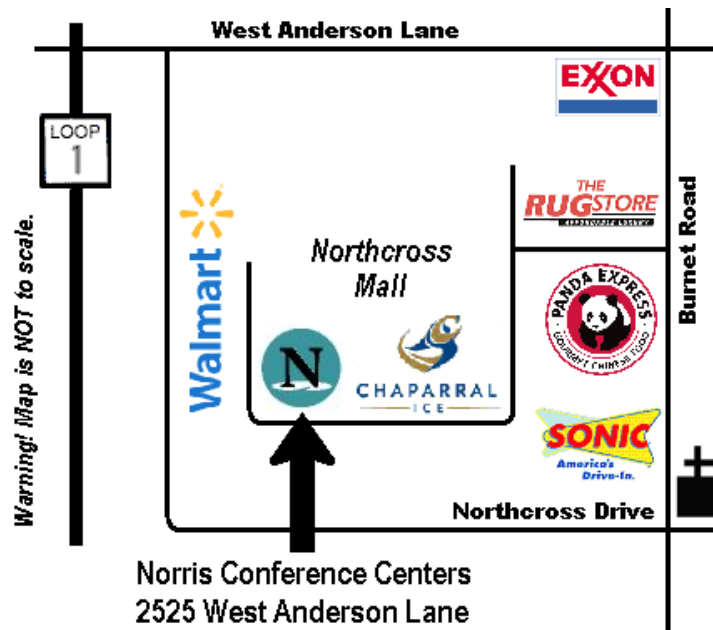 West Anderson Lane
EXXON
LOOP
1
THE
RUGSTORE
AFFORDABLE LUXURY
Walmart
Northcross
Mall
Burnet Road
PANDA EXPRESS
GOURMET CHINESE FOOD
N
CHAPARRAL
ICE
Warning! Map is NOT to scale.
SONIC
America's
Drive-In.
Northcross Drive
Norris Conference Centers
2525 West Anderson Lane